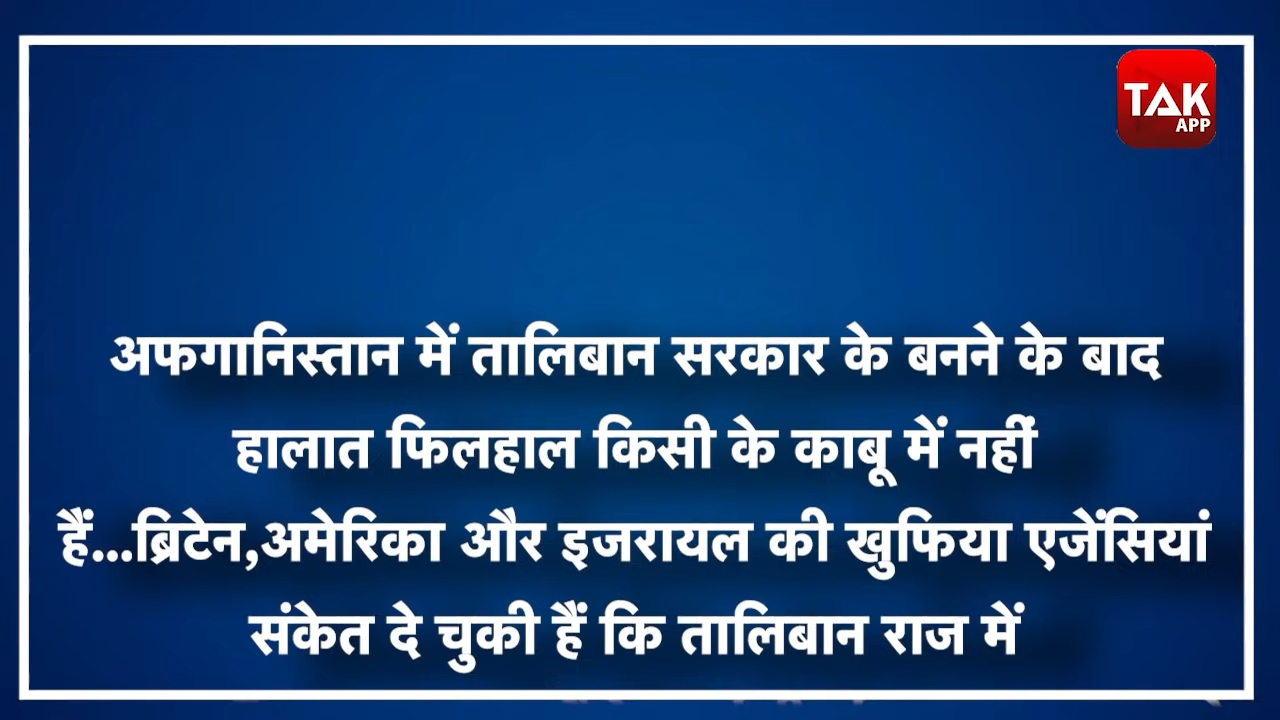 TAK
APP
अफगानिस्तान में तालिबान सरकार के बनने के बाद
हालात फिलहाल किसी के काबू में नहीं
हैं...ब्रिटेन,अमेरिका और इजरायल की खुफिया एजेंसियां
संकेत दे चुकी हैं कि तालिबान राज में